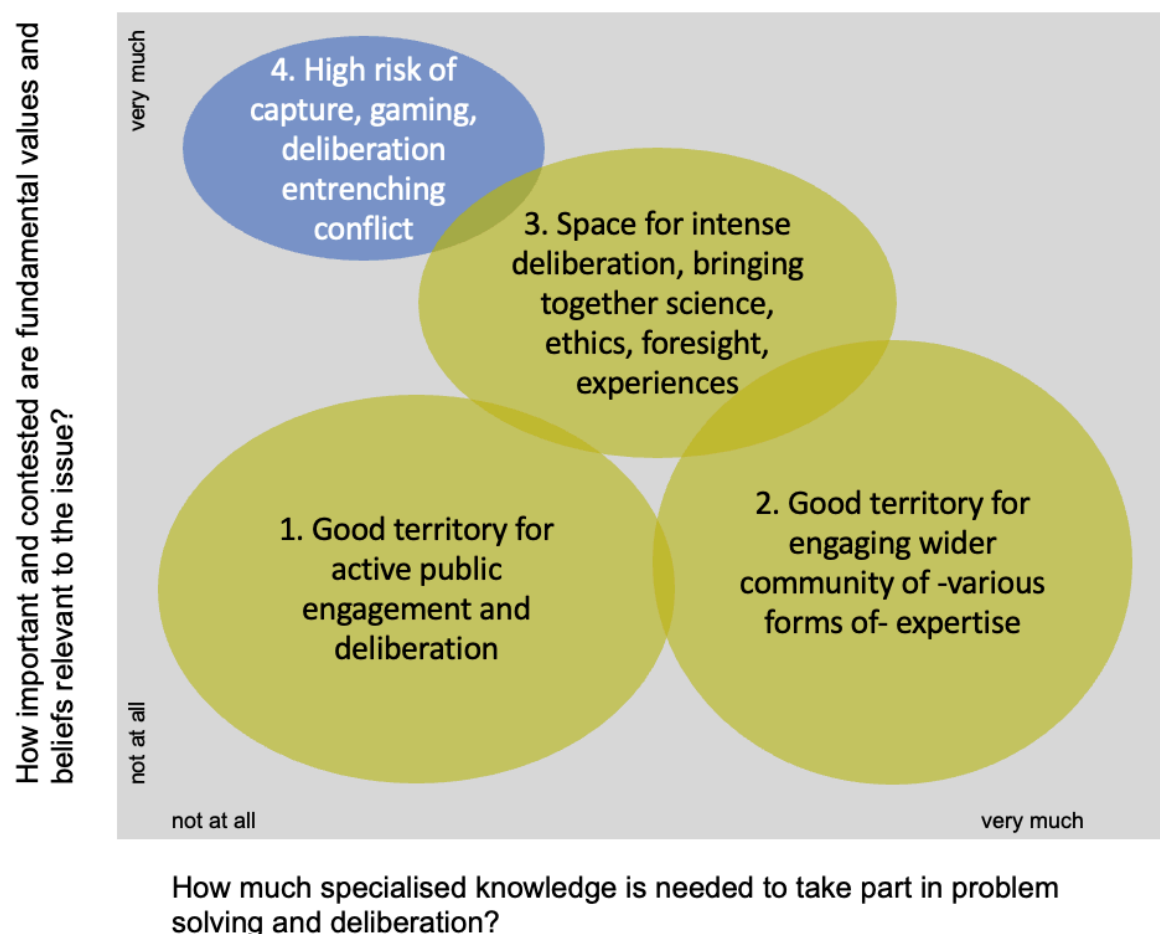 How important and contested are fundamental values and
beliefs relevant to the issue?
very much
not at all
4. High risk of
capture, gaming,
deliberation
entrenching
conflict
3. Space for intense
deliberation, bringing
together science,
ethics, foresight,
experiences
1. Good territory for
active public
engagement and
deliberation
2. Good territory for
engaging wider
community of -various
forms of- expertise
not at all
very much
How much specialised knowledge is needed to take part in problem
solving and deliberation?